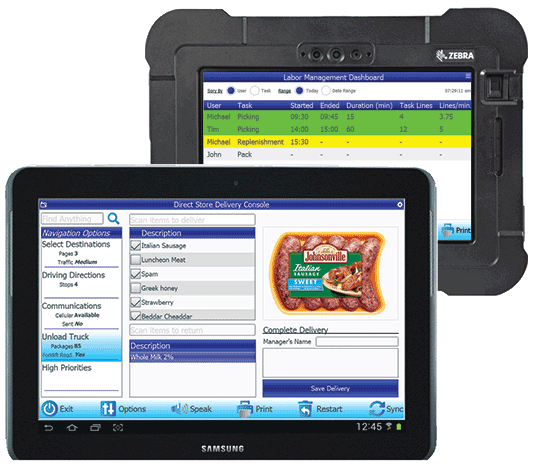 ZEBRA
Labor Management Dashboard
Story By User Task Range Today Date Range 07:29:11 pm
User Task Started Ended Duration (min) Task Lines Lines/min.
Michael Picking 09:30 09:45 15 4 3.75
Tim Picking 14:00 15:00 60 12 5
Michael Replenishment 15:30 - - - -
John Pack - - - - -
Print
Direct Store Delivery Console
Find Anything
Navigation Options
Select Destinations
Pages 3
Traffic Medium
Driving Directions
Stops 4
Communications
Cellular Available
Sent No
Unload Truck
Packages 85
Forklift Read. Yes
High Priorities
Scan items to deliver
Description
Italian Sausage
Luncheon Meat
Spam
Greek honey
Strawberry
Beddar Cheaddar
Scan items to return
Description
Whole Milk 2%
Johnsonville
Italian
SAUSAGE
SWEET
Complete Delivery
Manager's Name
Save Delivery
Exit Options Speak Print Restart Sync
12:45
SAMSUNG